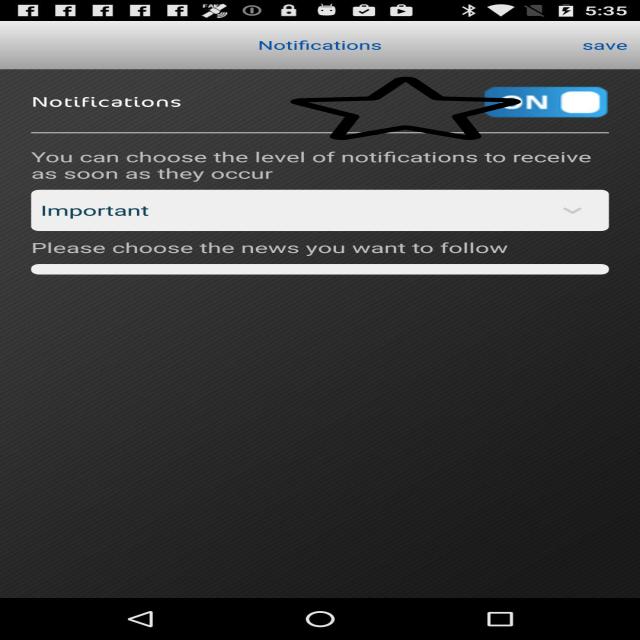 5:35
Notifications
save
Notifications
ON
You can choose the level of notifications to receive
as soon as they occur
Important
Please choose the news you want to follow